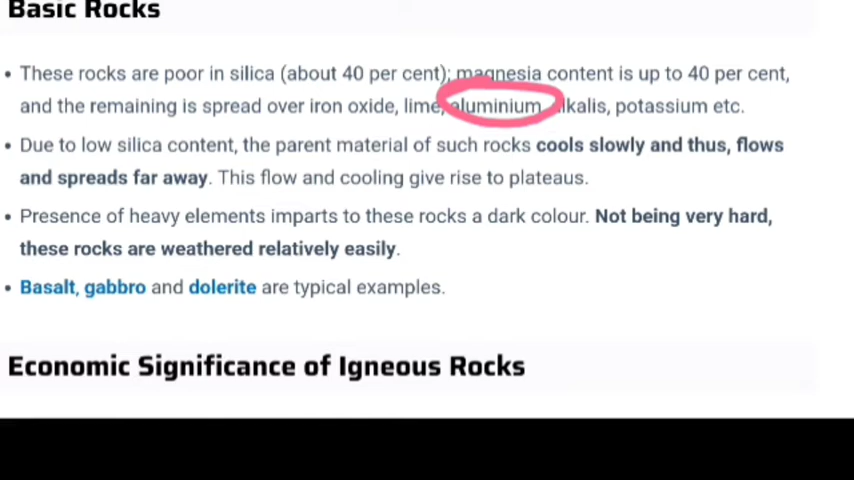 Basic Rocks
• These rocks are poor in silica (about 40 per cent); magnesia content is up to 40 per cent,
and the remaining is spread over iron oxide, lime, aluminium, alkalis, potassium etc.
• Due to low silica content, the parent material of such rocks cools slowly and thus, flows
and spreads far away. This flow and cooling give rise to plateaus.
• Presence of heavy elements imparts to these rocks a dark colour. Not being very hard,
these rocks are weathered relatively easily.
• Basalt, gabbro and dolerite are typical examples.
Economic Significance of Igneous Rocks